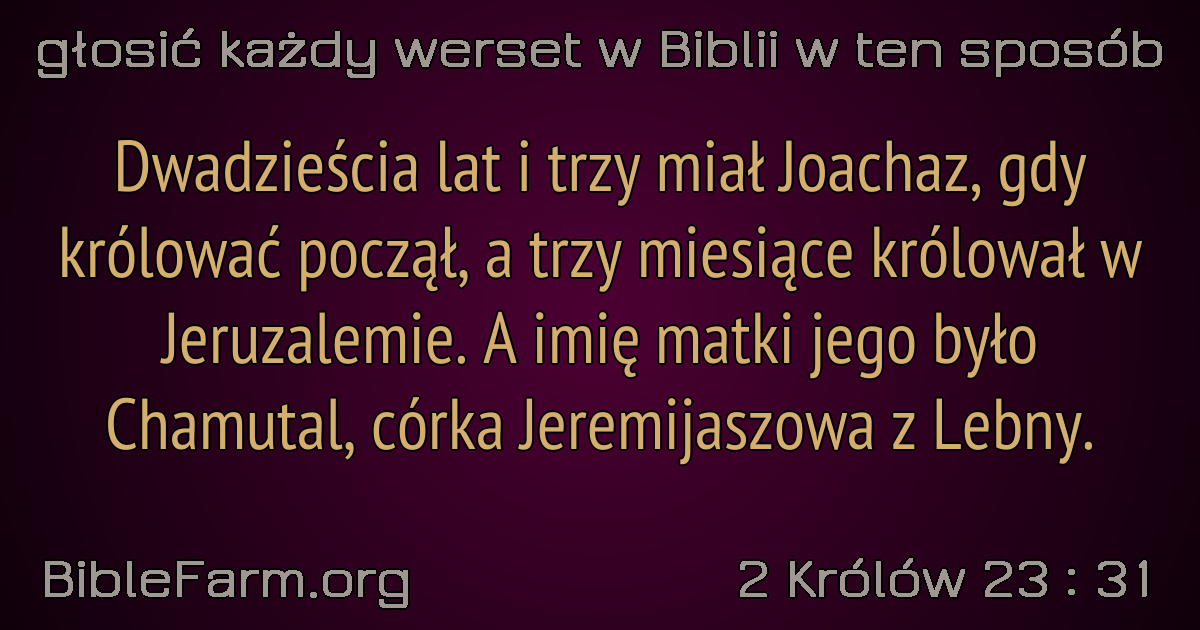 głosić każdy werset w Biblii w ten sposób
Dwadzieścia lat i trzy miał Joachaz, gdy
królować począł, a trzy miesiące królował w
Jeruzalemie. A imię matki jego było
Chamutal, córka Jeremijaszowa z Lebny.
BibleFarm.org
2 Królów 23 : 31